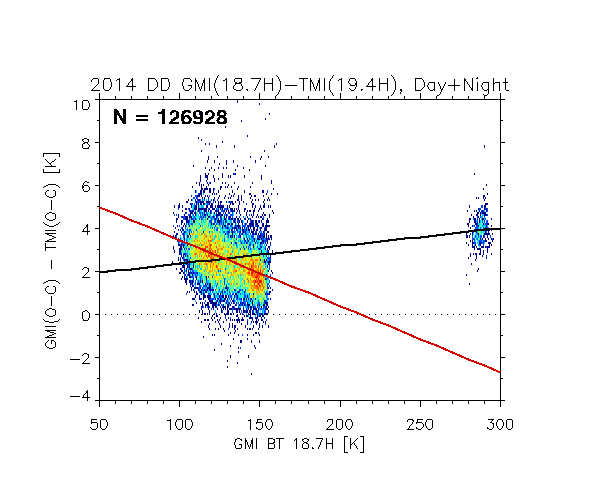 2014 DD GMI(18.7H)−TMI(19.4H), Day+Night
N = 126928
GMI(O−C) − TMI(O−C) [K]
10
8
6
4
2
0
−2
−4
50 100 150 200 250 300
GMI BT 18.7H [K]